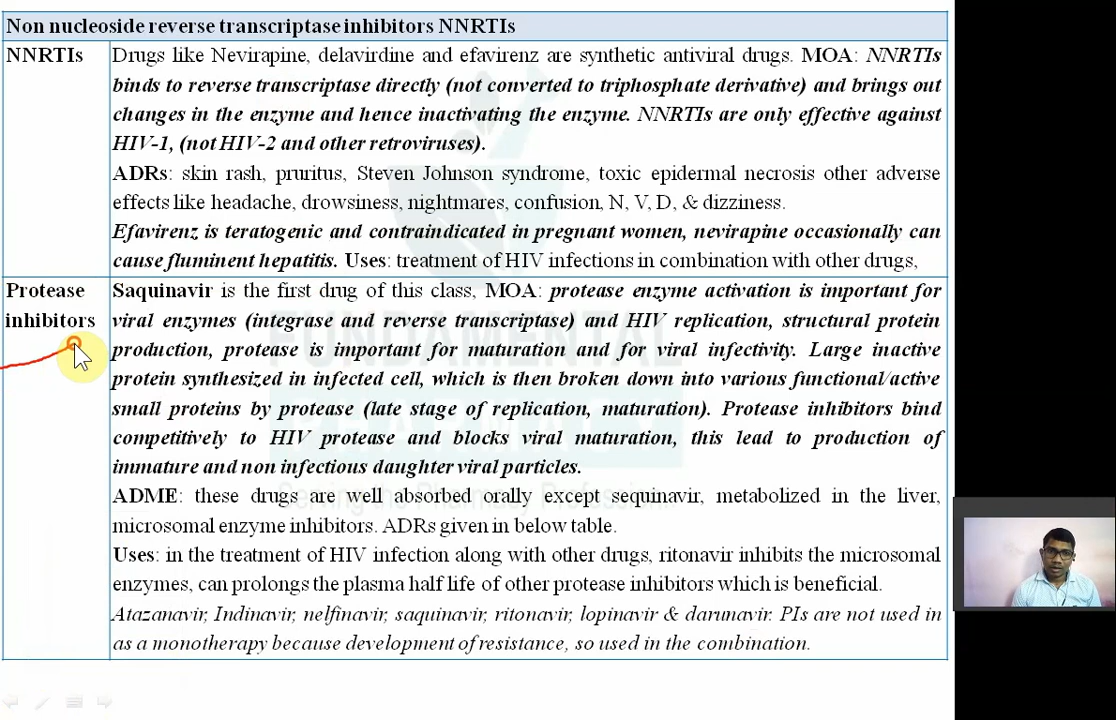 Non nucleoside reverse transcriptase inhibitors NNRTIs
NNRTIs
Drugs like Nevirapine, delavirdine and efavirenz are synthetic antiviral drugs. MOA: NNRTIs
binds to reverse transcriptase directly (not converted to triphosphate derivative) and brings out
changes in the enzyme and hence inactivating the enzyme. NNRTIs are only effective against
HIV-1, (not HIV-2 and other retroviruses).
ADRs: skin rash, pruritus, Steven Johnson syndrome, toxic epidermal necrosis other adverse
effects like headache, drowsiness, nightmares, confusion, N, V, D, & dizziness.
Efavirenz is teratogenic and contraindicated in pregnant women, nevirapine occasionally can
cause fluminent hepatitis. Uses: treatment of HIV infections in combination with other drugs,
Protease
inhibitors
Saquinavir is the first drug of this class, MOA: protease enzyme activation is important for
viral enzymes (integrase and reverse transcriptase) and HIV replication, structural protein
production, protease is important for maturation and for viral infectivity. Large inactive
protein synthesized in infected cell, which is then broken down into various functional/active
small proteins by protease (late stage of replication, maturation). Protease inhibitors bind
competitively to HIV protease and blocks viral maturation, this lead to production of
immature and non infectious daughter viral particles.
ADME: these drugs are well absorbed orally except sequinavir, metabolized in the liver,
microsomal enzyme inhibitors. ADRs given in below table.
Uses: in the treatment of HIV infection along with other drugs, ritonavir inhibits the microsomal
enzymes, can prolongs the plasma half life of other protease inhibitors which is beneficial.
Atazanavir, Indinavir, nelfinavir, saquinavir, ritonavir, lopinavir & darunavir. PIs are not used in
as a monotherapy because development of resistance, so used in the combination.
FUNDAMENTAL
PHARMACY
Serving the Pharmacy Profession